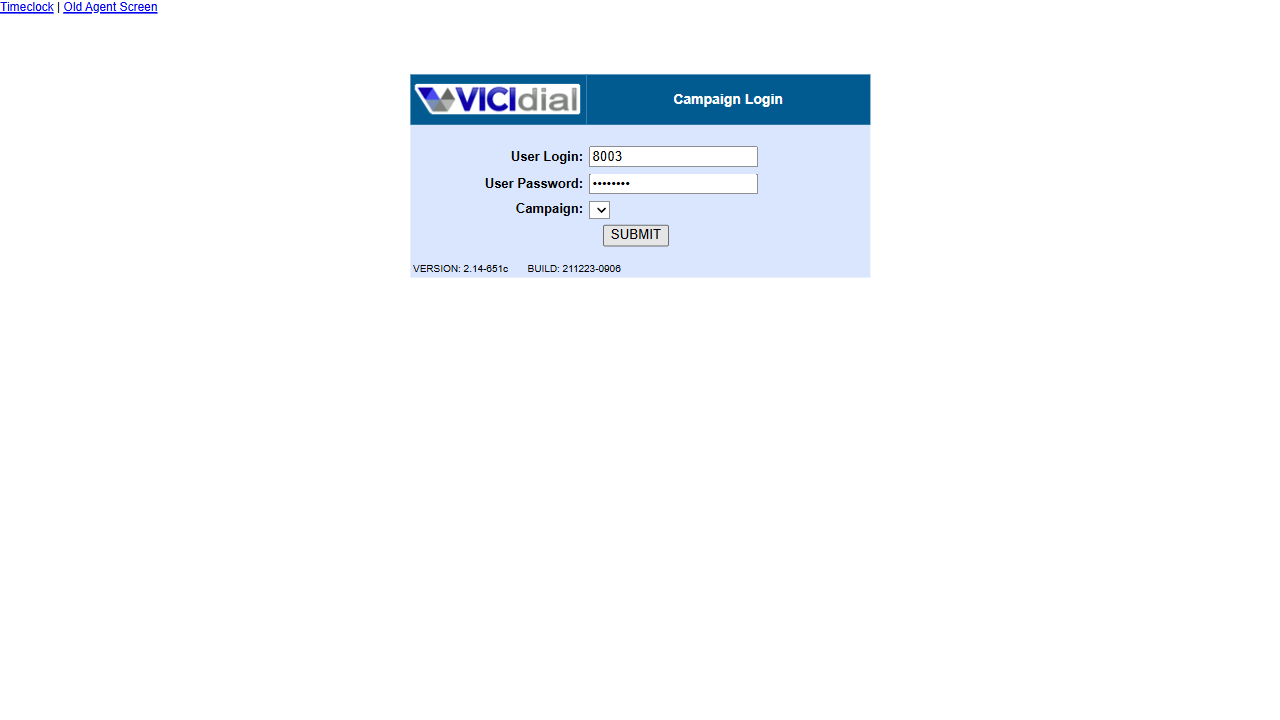 Timeclock | Old Agent Screen
VICIdial
Campaign Login
User Login: 8003
User Password: ••••••••
Campaign:
SUBMIT
VERSION: 2.14-651c BUILD: 211223-0906